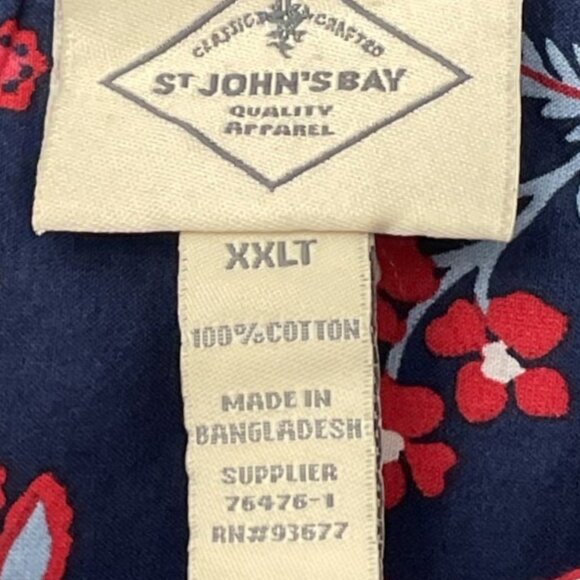 CLASSIC CRAFTED
ST JOHN'S BAY
QUALITY
APPAREL
XXLT
100% COTTON
MADE IN
BANGLADESH
SUPPLIER
76476-1
RN#93677